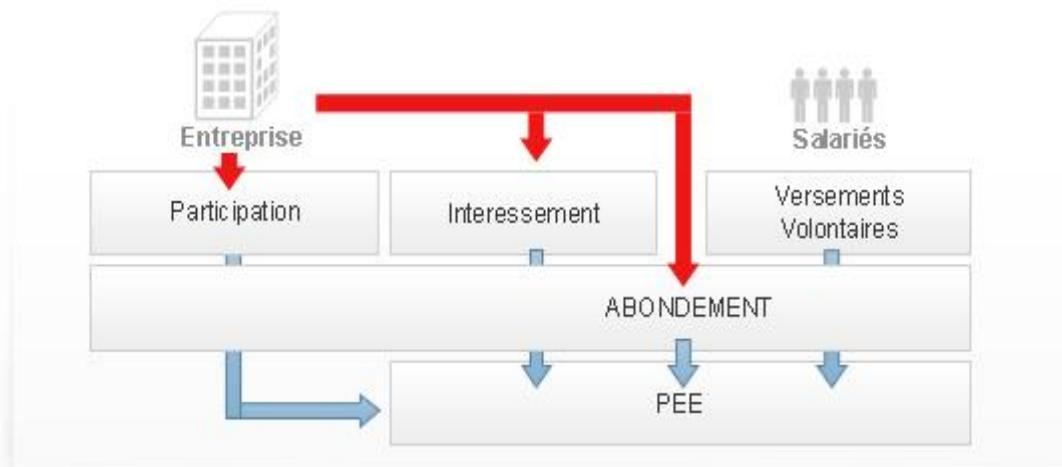 Entreprise
Salariés
Participation
Interessement
Versements
Volontaires
ABONDEMENT
PEE